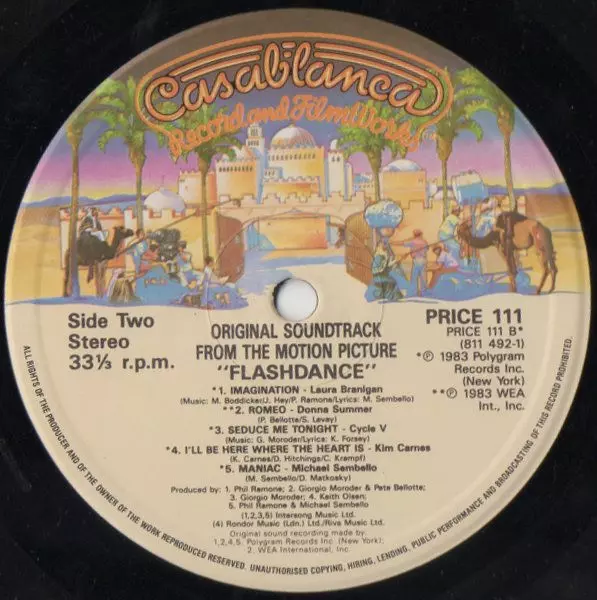 Casablanca
Record and FilmWorks
Side Two
Stereo
33⅓ r.p.m.
ORIGINAL SOUNDTRACK
FROM THE MOTION PICTURE
"FLASHDANCE"
PRICE 111
PRICE 111 B*
(811 492-1)
*℗ 1983 Polygram
Records Inc.
(New York)
**℗ 1983 WEA
Int., Inc.
*1. IMAGINATION - Laura Branigan
(Music: M. Boddicker/J. Hey/P. Ramone/Lyrics: M. Sembello)
**2. ROMEO - Donna Summer
(P. Bellotte/S. Levay)
*3. SEDUCE ME TONIGHT - Cycle V
(Music: G. Moroder/Lyrics: K. Forsey)
*4. I'LL BE HERE WHERE THE HEART IS - Kim Carnes
(K. Carnes/D. Hitchings/C. Krampf)
*5. MANIAC - Michael Sembello
(M. Sembello/D. Matkosky)
Produced by: 1. Phil Ramone; 2. Giorgio Moroder & Pete Bellotte;
3. Giorgio Moroder; 4. Keith Olsen;
5. Phil Ramone & Michael Sembello
(1,2,3,5) Intersong Music Ltd.
(4) Rondor Music (Ldn.) Ltd./Riva Music Ltd.
Original sound recording made by:
1,2,4,5. Polygram Records Inc. (New York);
2. WEA International, Inc.
ALL RIGHTS OF THE PRODUCER AND OF THE OWNER OF THE WORK REPRODUCED RESERVED. UNAUTHORISED COPYING, HIRING, LENDING, PUBLIC PERFORMANCE AND BROADCASTING OF THIS RECORD PROHIBITED.